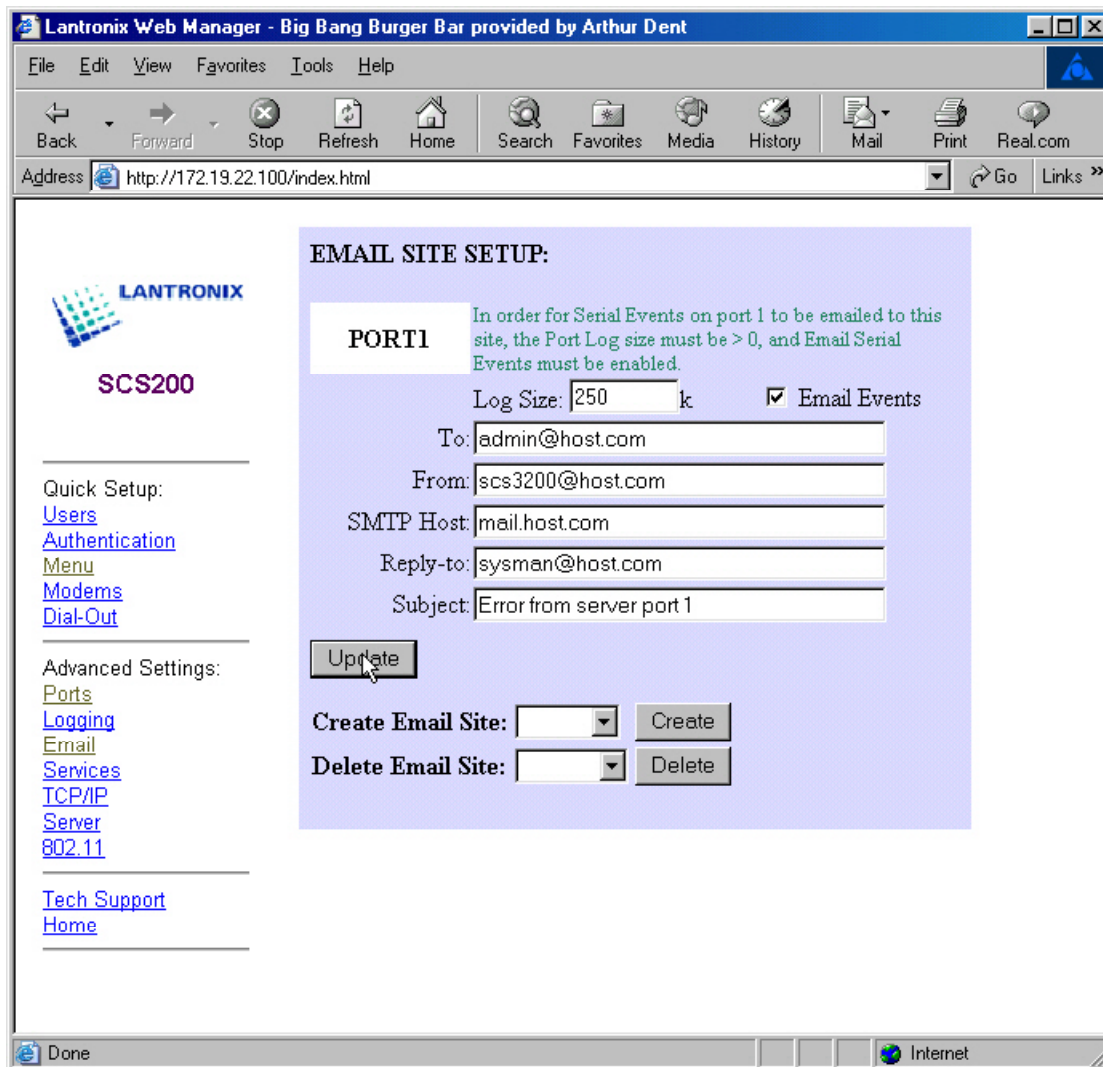 Lantronix Web Manager - Big Bang Burger Bar provided by Arthur Dent
File Edit View Favorites Tools Help
Back Forward Stop Refresh Home Search Favorites Media History Mail Print Real.com
Address http://172.19.22.100/index.html Go Links »
LANTRONIX
SCS200
Quick Setup:
Users
Authentication
Menu
Modems
Dial-Out
Advanced Settings:
Ports
Logging
Email
Services
TCP/IP
Server
802.11
Tech Support
Home
EMAIL SITE SETUP:
PORT1
In order for Serial Events on port 1 to be emailed to this
site, the Port Log size must be > 0, and Email Serial
Events must be enabled.
Log Size: 250 k Email Events
To: admin@host.com
From: scs3200@host.com
SMTP Host: mail.host.com
Reply-to: sysman@host.com
Subject: Error from server port 1
Update
Create Email Site: Create
Delete Email Site: Delete
Done Internet